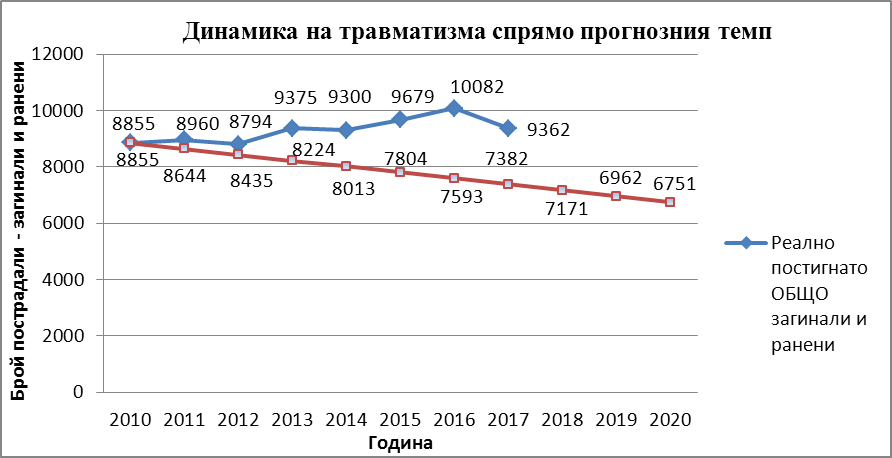 Динамика на травматизма спрямо прогнозния темп
Брой пострадали - загинали и ранени
12000
10000
8000
6000
4000
2000
0
8855 8960 8794 9375 9300 9679 10082 9362
8855 8644 8435 8224 8013 7804 7593 7382 7171 6962 6751
2010 2011 2012 2013 2014 2015 2016 2017 2018 2019 2020
Година
Реално
постигнато
ОБЩО
загинали и
ранени